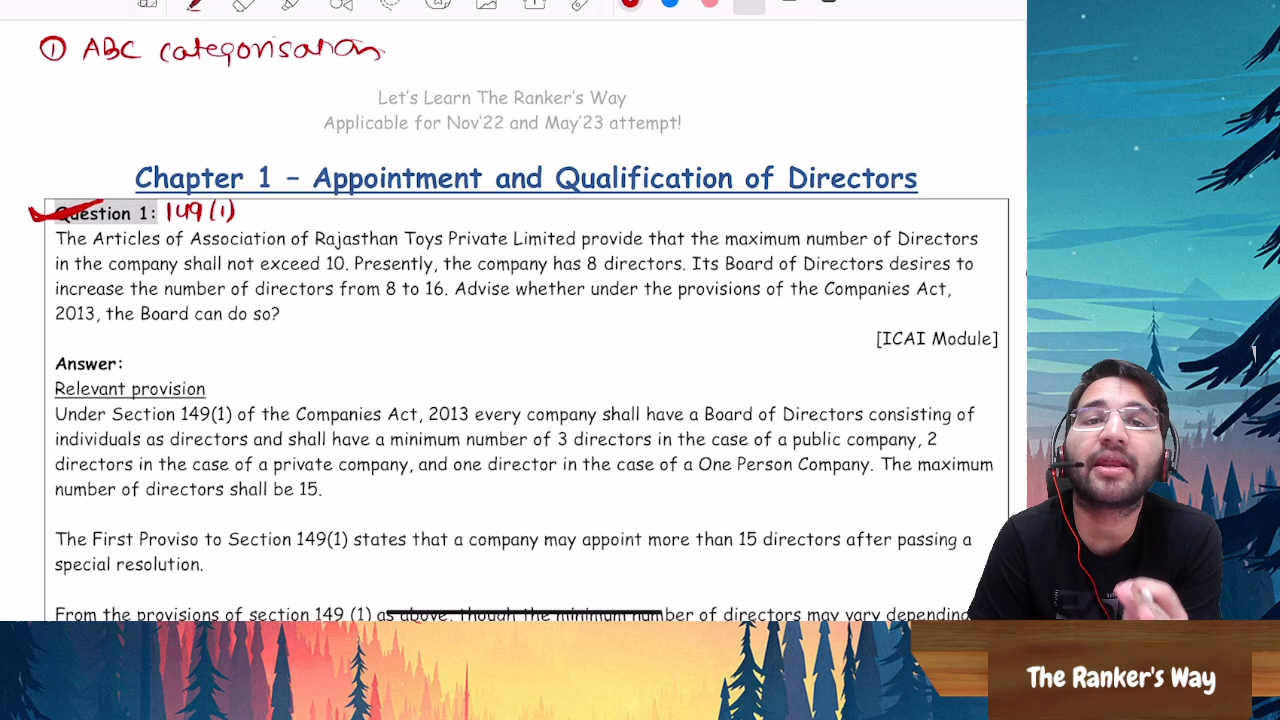 ① ABC categorisation
Let's Learn The Ranker's Way
Applicable for Nov'22 and May'23 attempt!
Chapter 1 – Appointment and Qualification of Directors
Question 1: 149(1)
The Articles of Association of Rajasthan Toys Private Limited provide that the maximum number of Directors
in the company shall not exceed 10. Presently, the company has 8 directors. Its Board of Directors desires to
increase the number of directors from 8 to 16. Advise whether under the provisions of the Companies Act,
2013, the Board can do so?
[ICAI Module]
Answer:
Relevant provision
Under Section 149(1) of the Companies Act, 2013 every company shall have a Board of Directors consisting of
individuals as directors and shall have a minimum number of 3 directors in the case of a public company, 2
directors in the case of a private company, and one director in the case of a One Person Company. The maximum
number of directors shall be 15.
The First Proviso to Section 149(1) states that a company may appoint more than 15 directors after passing a
special resolution.
From the provisions of section 149 (1) as above, though the minimum number of directors may vary depending
The Ranker's Way